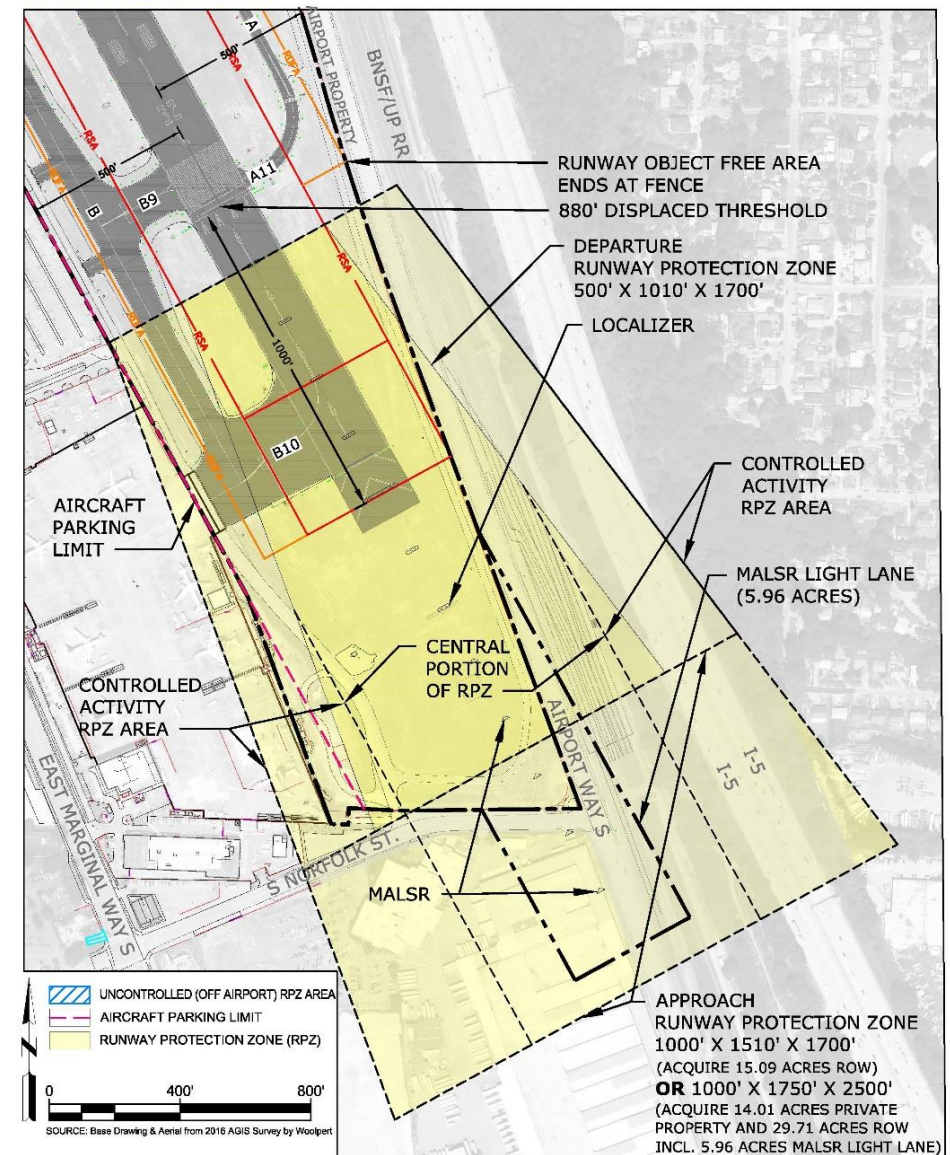 500'
A
AIRPORT PROPERTY
BNSF/UP RR
ROFA
RSA
ROFA
RSA
500'
B
B9
A11
RUNWAY OBJECT FREE AREA
ENDS AT FENCE
880' DISPLACED THRESHOLD
DEPARTURE
RUNWAY PROTECTION ZONE
500' X 1010' X 1700'
LOCALIZER
RSA
RSA
ROFA
1000'
ROFA
B10
AIRCRAFT
PARKING
LIMIT
CONTROLLED
ACTIVITY
RPZ AREA
MALSR LIGHT LANE
(5.96 ACRES)
CENTRAL
PORTION
OF RPZ
CONTROLLED
ACTIVITY
RPZ AREA
AIRPORT WAY S
I-5
I-5
EAST MARGINAL WAY S
S NORFOLK ST.
MALSR
UNCONTROLLED (OFF AIRPORT) RPZ AREA
AIRCRAFT PARKING LIMIT
RUNWAY PROTECTION ZONE (RPZ)
0 400' 800'
SOURCE: Base Drawing & Aerial from 2016 AGIS Survey by Woolpert
APPROACH
RUNWAY PROTECTION ZONE
1000' X 1510' X 1700'
(ACQUIRE 15.09 ACRES ROW)
OR 1000' X 1750' X 2500'
(ACQUIRE 14.01 ACRES PRIVATE
PROPERTY AND 29.71 ACRES ROW
INCL. 5.96 ACRES MALSR LIGHT LANE)